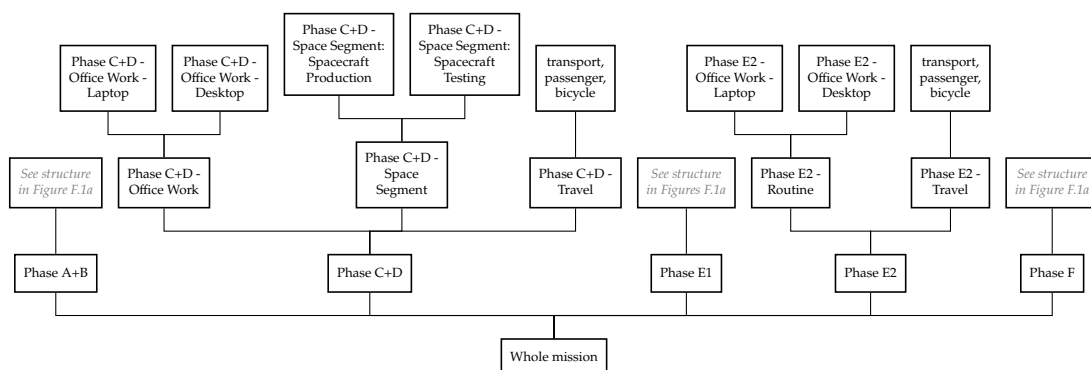 Phase C+D -
Office Work -
Laptop
Phase C+D -
Office Work -
Desktop
Phase C+D -
Space Segment:
Spacecraft
Production
Phase C+D -
Space Segment:
Spacecraft
Testing
transport,
passenger,
bicycle
Phase E2 -
Office Work -
Laptop
Phase E2 -
Office Work -
Desktop
transport,
passenger,
bicycle
See structure
in Figure F.1a
Phase C+D -
Office Work
Phase C+D -
Space
Segment
Phase C+D -
Travel
See structure
in Figures F.1a
Phase E2 -
Routine
Phase E2 -
Travel
See structure
in Figure F.1a
Phase A+B
Phase C+D
Phase E1
Phase E2
Phase F
Whole mission